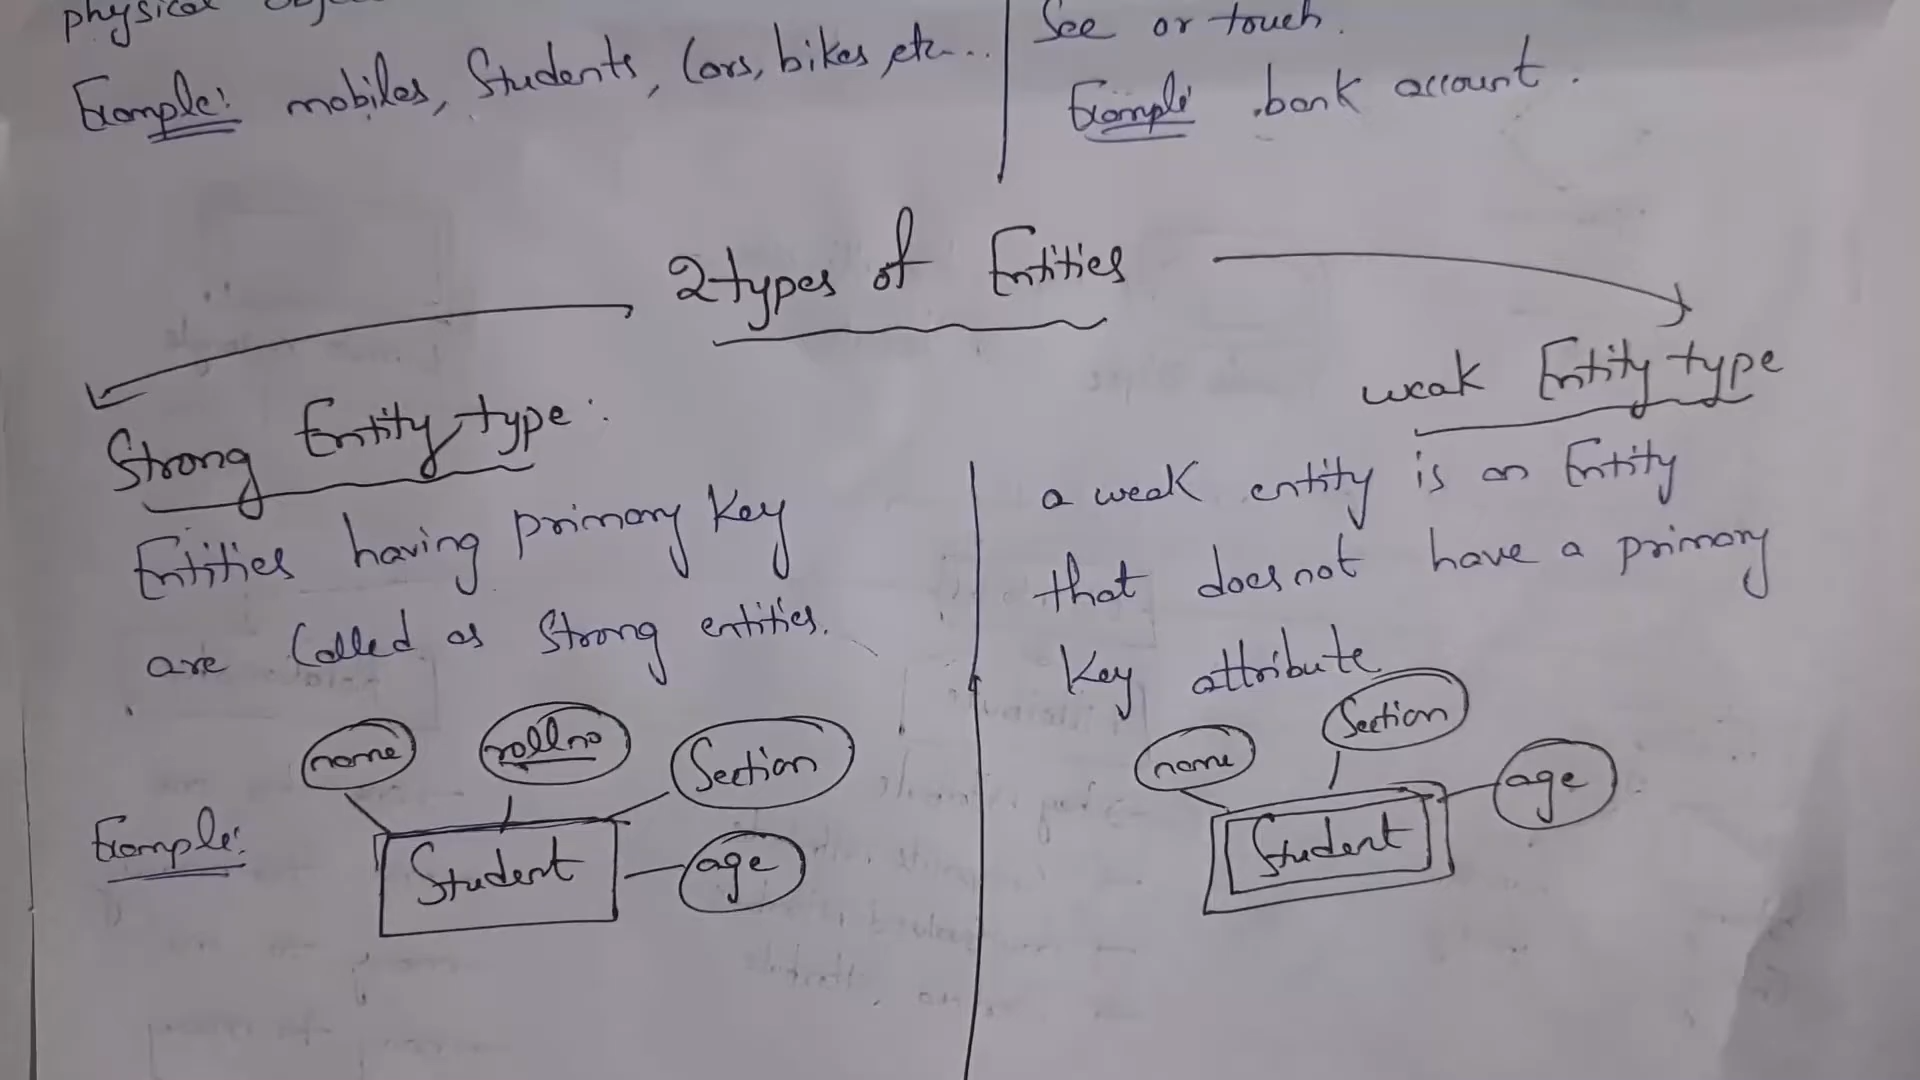 physical
Example: mobiles, Students, Cars, bikes, etc...
See or touch.
Example: bank account.
2 types of Entities
Strong Entity type:
Entities having primary Key
are Called as Strong entities.
name
rollno
Section
Example:
Student
age
weak Entity type
a weak entity is an Entity
that does not have a primary
Key attribute
Section
name
age
Student